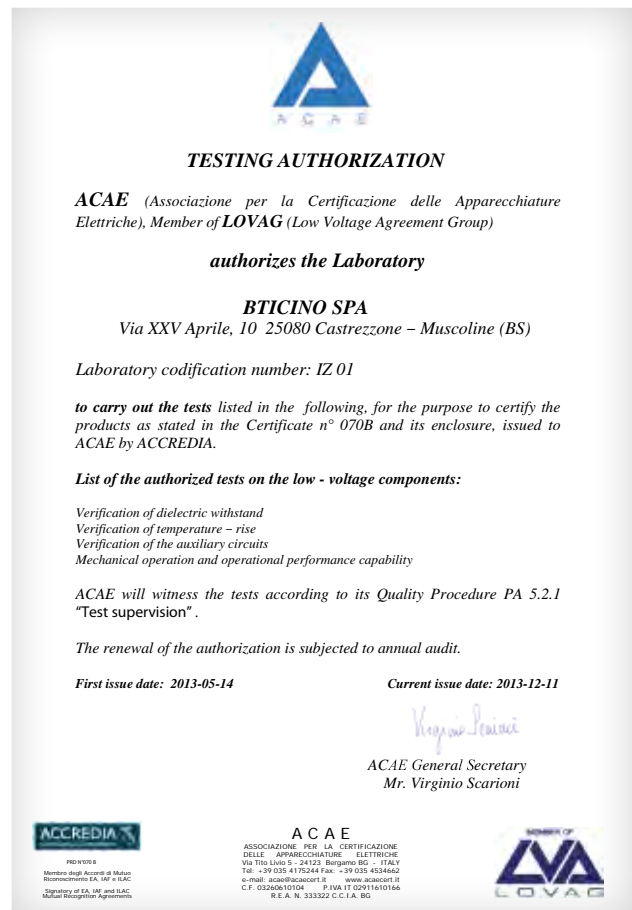 ACAE
TESTING AUTHORIZATION
ACAE (Associazione per la Certificazione delle Apparecchiature
Elettriche), Member of LOVAG (Low Voltage Agreement Group)
authorizes the Laboratory
BTICINO SPA
Via XXV Aprile, 10 25080 Castrezzone – Muscoline (BS)
Laboratory codification number: IZ 01
to carry out the tests listed in the following, for the purpose to certify the
products as stated in the Certificate n° 070B and its enclosure, issued to
ACAE by ACCREDIA.
List of the authorized tests on the low - voltage components:
Verification of dielectric withstand
Verification of temperature – rise
Verification of the auxiliary circuits
Mechanical operation and operational performance capability
ACAE will witness the tests according to its Quality Procedure PA 5.2.1
“Test supervision” .
The renewal of the authorization is subjected to annual audit.
First issue date: 2013-05-14 Current issue date: 2013-12-11
ACAE General Secretary
Mr. Virginio Scarioni
ACCREDIA
PRD N°070 B
Membro degli Accordi di Mutuo
Riconoscimento EA, IAF e ILAC
Signatory of EA, IAF and ILAC
Mutual Recognition Agreements
ACAE
ASSOCIAZIONE PER LA CERTIFICAZIONE
DELLE APPARECCHIATURE ELETTRICHE
Via Tito Livio 5 - 24123 Bergamo BG - ITALY
Tel: +39 035 4175244 Fax: +39 035 4534662
e-mail: acae@acaecert.it www.acaecert.it
C.F. 03260610104 P.IVA IT 02911610166
R.E.A. N. 333322 C.C.I.A. BG
MEMBER OF
LVA
LOVAG